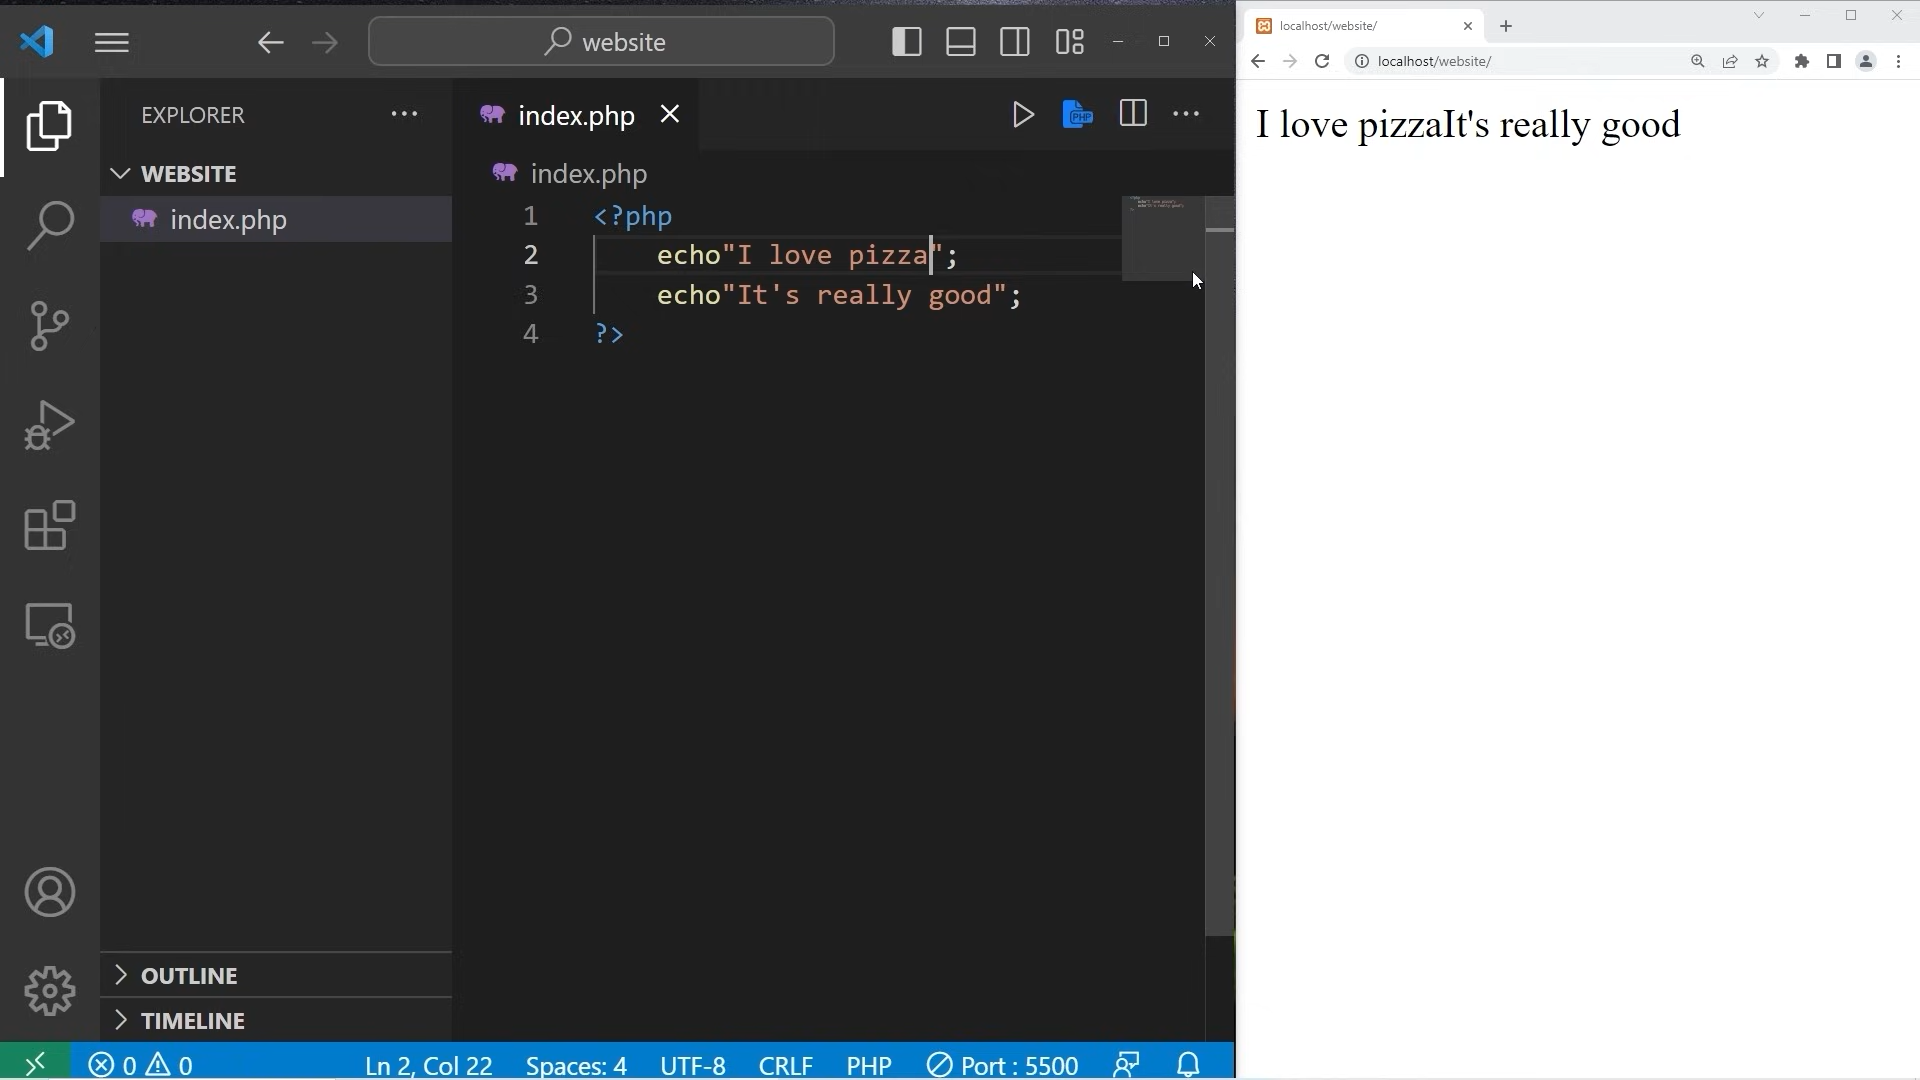 website
EXPLORER
WEBSITE
index.php
index.php
index.php
1 <?php
2 echo"I love pizza";
3 echo"It's really good";
4 ?>
OUTLINE
TIMELINE
0 0
Ln 2, Col 22
Spaces: 4
UTF-8
CRLF
PHP
Port : 5500
localhost/website/
localhost/website/
I love pizzaIt's really good